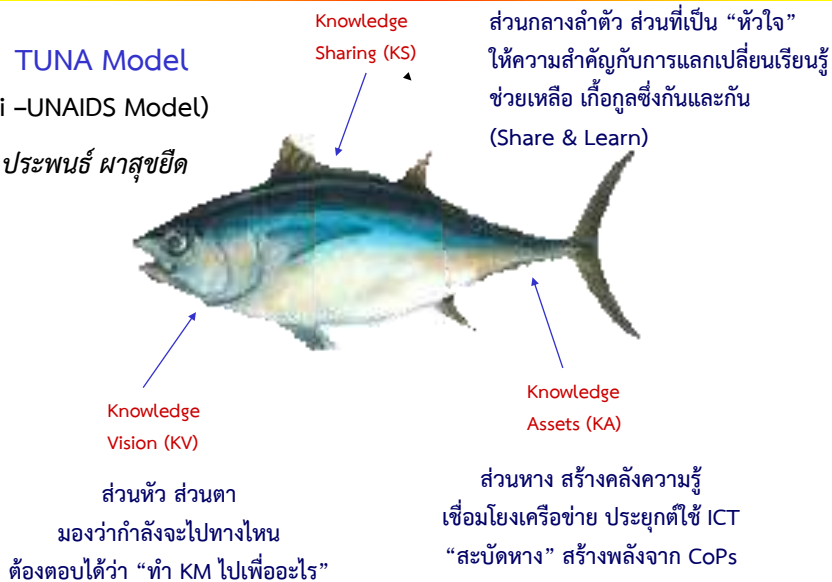 TUNA Model
i –UNAIDS Model)
ประพนธ์ ผาสุขยืด
Knowledge
Sharing (KS)
ส่วนกลางลำตัว ส่วนที่เป็น “หัวใจ”
ให้ความสำคัญกับการแลกเปลี่ยนเรียนรู้
ช่วยเหลือ เกื้อกูลซึ่งกันและกัน
(Share & Learn)
Knowledge
Vision (KV)
ส่วนหัว ส่วนตา
มองว่ากำลังจะไปทางไหน
ต้องตอบได้ว่า “ทำ KM ไปเพื่ออะไร”
Knowledge
Assets (KA)
ส่วนหาง สร้างคลังความรู้
เชื่อมโยงเครือข่าย ประยุกต์ใช้ ICT
“สะบัดหาง” สร้างพลังจาก CoPs